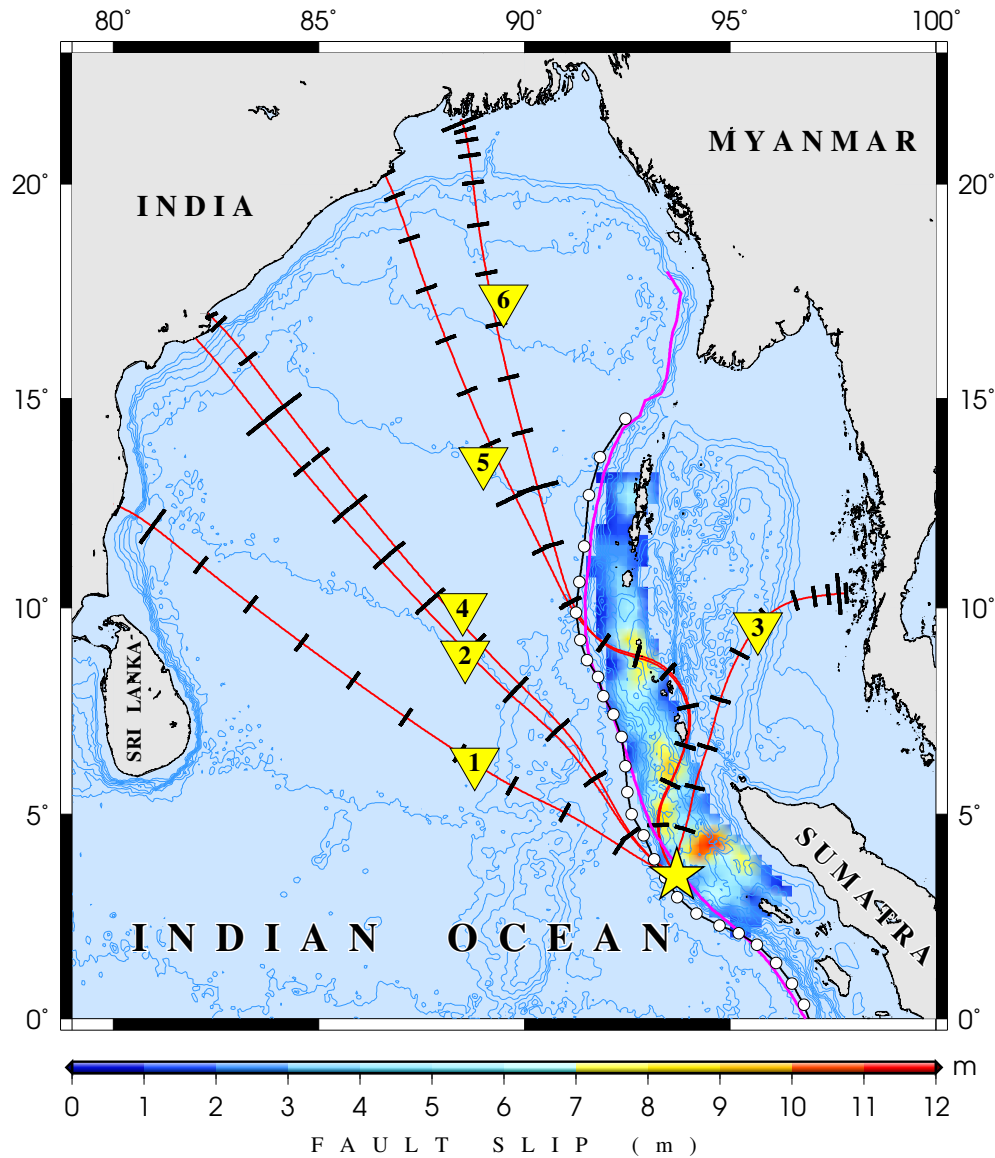 80° 85° 90° 95° 100°
MYANMAR
20° 20°
INDIA
6
15° 15°
5
10° 10°
4
3
2
SRI LANKA
1
5° 5°
SUMATRA
INDIAN OCEAN
0° 0°
m
0 1 2 3 4 5 6 7 8 9 10 11 12
FAULT SLIP (m)